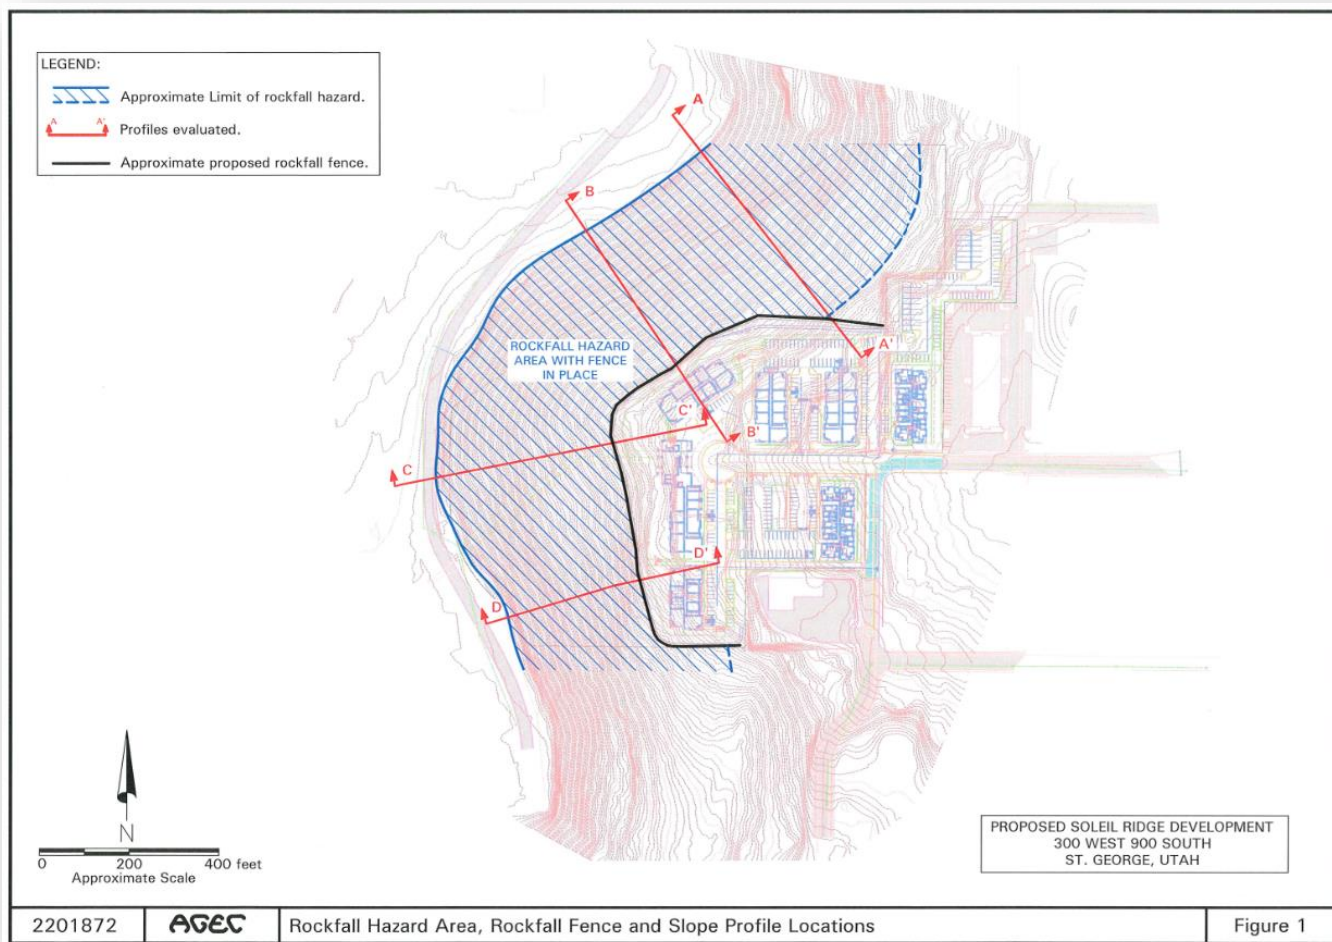 LEGEND:
Approximate Limit of rockfall hazard.
A A'
Profiles evaluated.
Approximate proposed rockfall fence.
A
B
ROCKFALL HAZARD
AREA WITH FENCE
IN PLACE
A'
C'
B'
C
D'
D
N
0 200 400 feet
Approximate Scale
PROPOSED SOLEIL RIDGE DEVELOPMENT
300 WEST 900 SOUTH
ST. GEORGE, UTAH
2201872 AGEC Rockfall Hazard Area, Rockfall Fence and Slope Profile Locations Figure 1